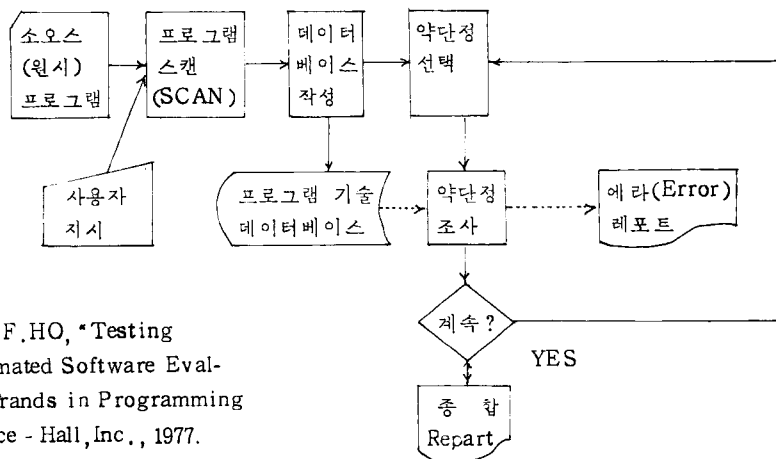 소오스
(원시)
프로그램
프로그램
스캔
(SCAN)
데이터
베이스
작성
약단정
선택
사용자
지시
프로그램 기술
데이터베이스
약단정
조사
에라(Error)
레포트
계속?
YES
종 합
Repart
F.HO, "Testing
mated Software Eval-
rands in Programming
ce - Hall, Inc., 1977.